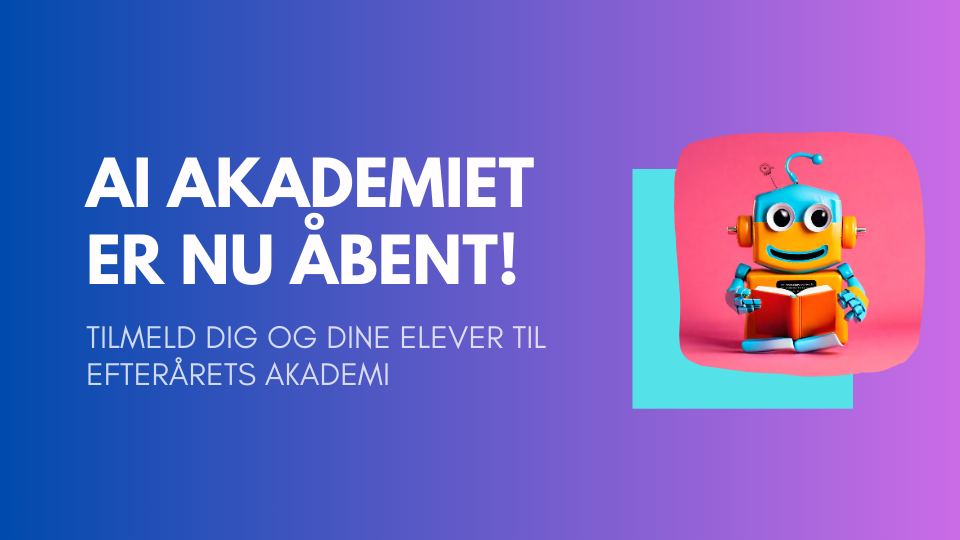 AI AKADEMIET
ER NU ÅBENT!
TILMELD DIG OG DINE ELEVER TIL
EFTERÅRETS AKADEMI